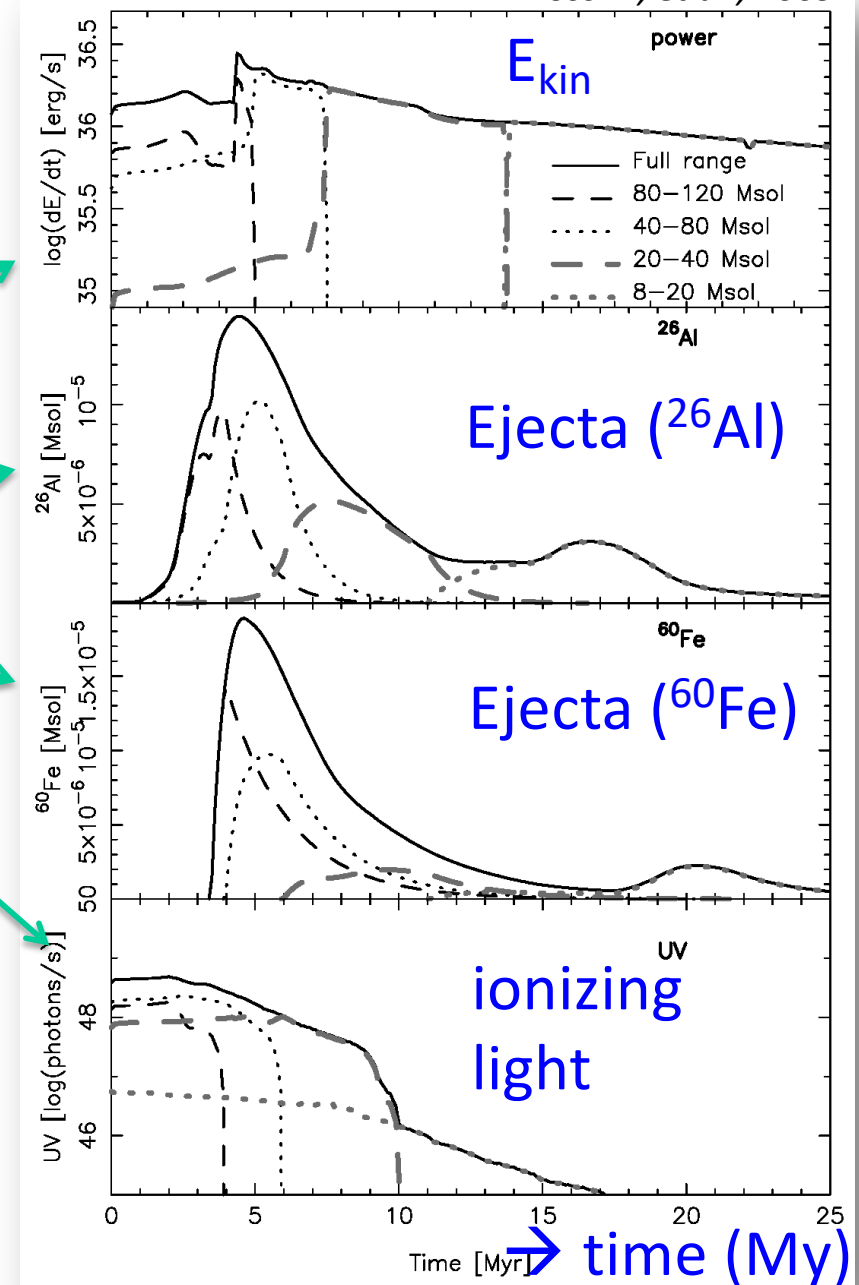 power
E_kin
log(dE/dt) [erg/s]
36.5
36
35.5
35
Full range
80−120 Msol
40−80 Msol
20−40 Msol
8−20 Msol
²⁶Al
Ejecta (²⁶Al)
²⁶Al [Msol]
10⁻⁵
5×10⁻⁶
⁶⁰Fe
Ejecta (⁶⁰Fe)
⁶⁰Fe [Msol]
1.5×10⁻⁵
10⁻⁵
5×10⁻⁶
50
UV
ionizing
light
UV [log(photons/s)]
48
46
0 5 10 15 20 25
Time [Myr]
→ time (My)